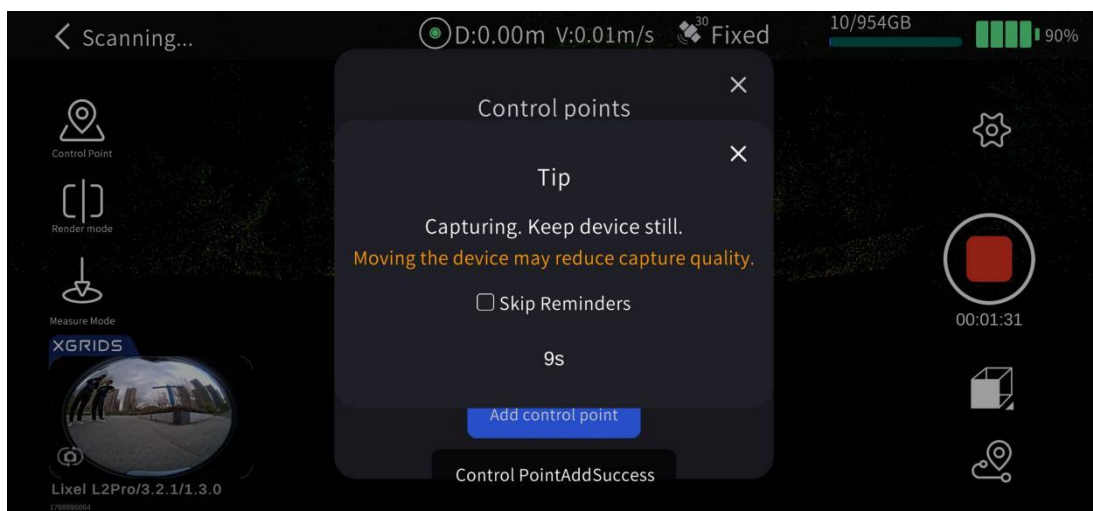 Scanning...
D:0.00m V:0.01m/s
30
Fixed
10/954GB
90%
Control points
Control Point
Tip
Render mode
Capturing. Keep device still.
Moving the device may reduce capture quality.
Skip Reminders
Measure Mode
00:01:31
XGRIDS
9s
Add control point
Control PointAddSuccess
Lixel L2Pro/3.2.1/1.3.0